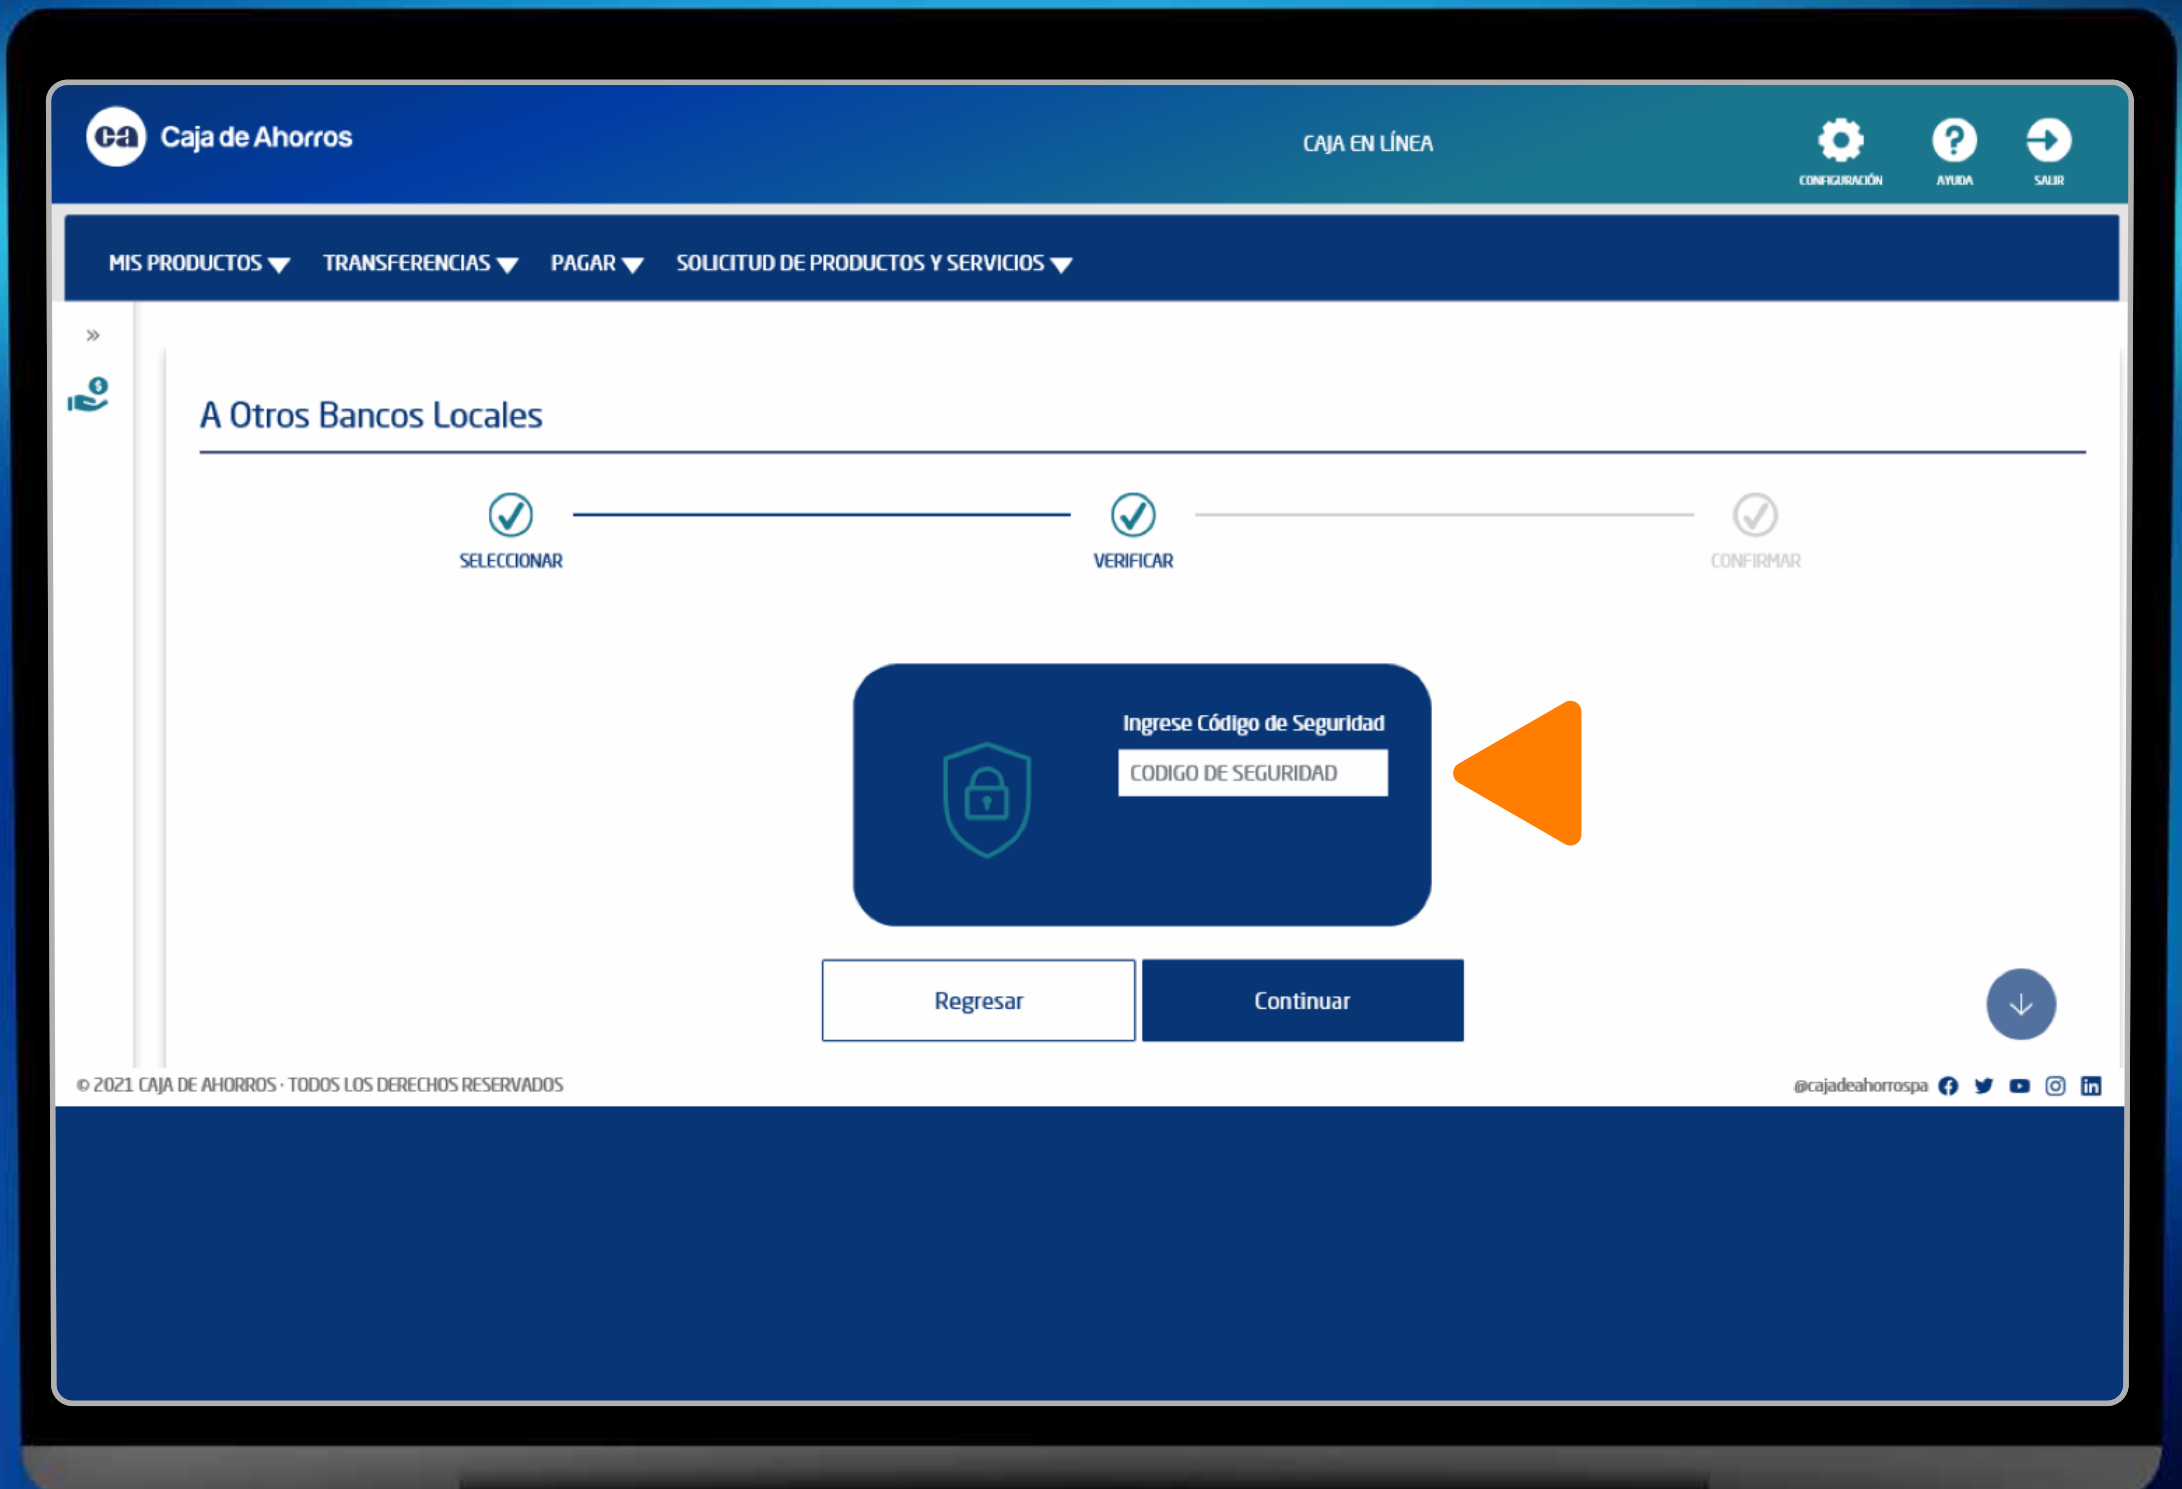 ca Caja de Ahorros
CAJA EN LÍNEA
CONFIGURACIÓN
AYUDA
SALIR
MIS PRODUCTOS TRANSFERENCIAS PAGAR SOLICITUD DE PRODUCTOS Y SERVICIOS
A Otros Bancos Locales
SELECCIONAR
VERIFICAR
CONFIRMAR
Ingrese Código de Seguridad
CODIGO DE SEGURIDAD
Regresar
Continuar
© 2021 CAJA DE AHORROS · TODOS LOS DERECHOS RESERVADOS
@cajadeahorrospa